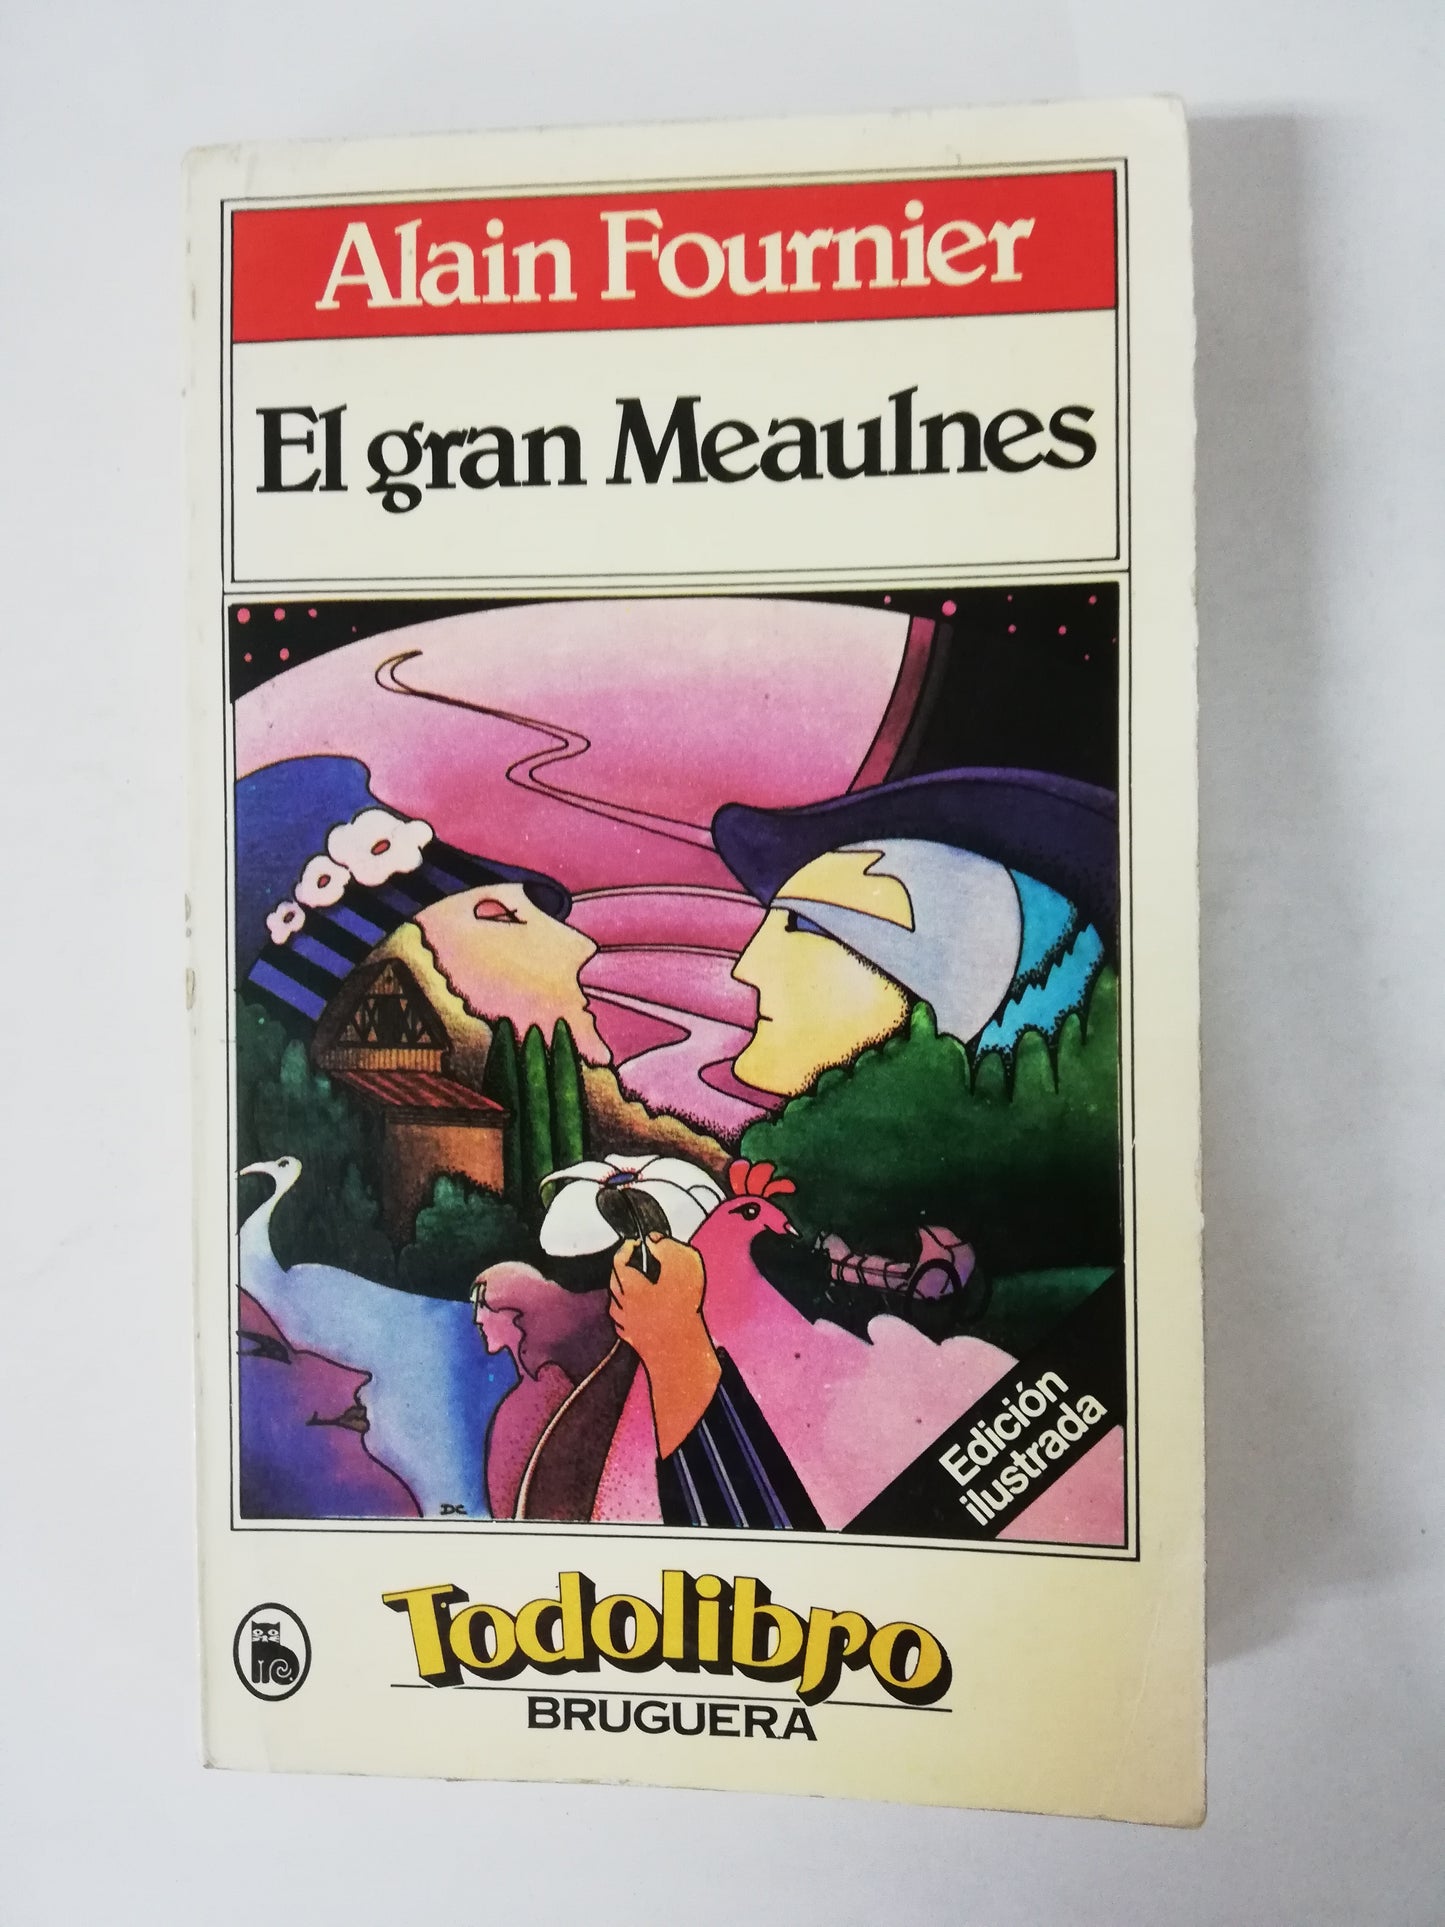 Alain Fournier
El gran Meaulnes
Edición
ilustrada
DC
Todolibro
BRUGUERA